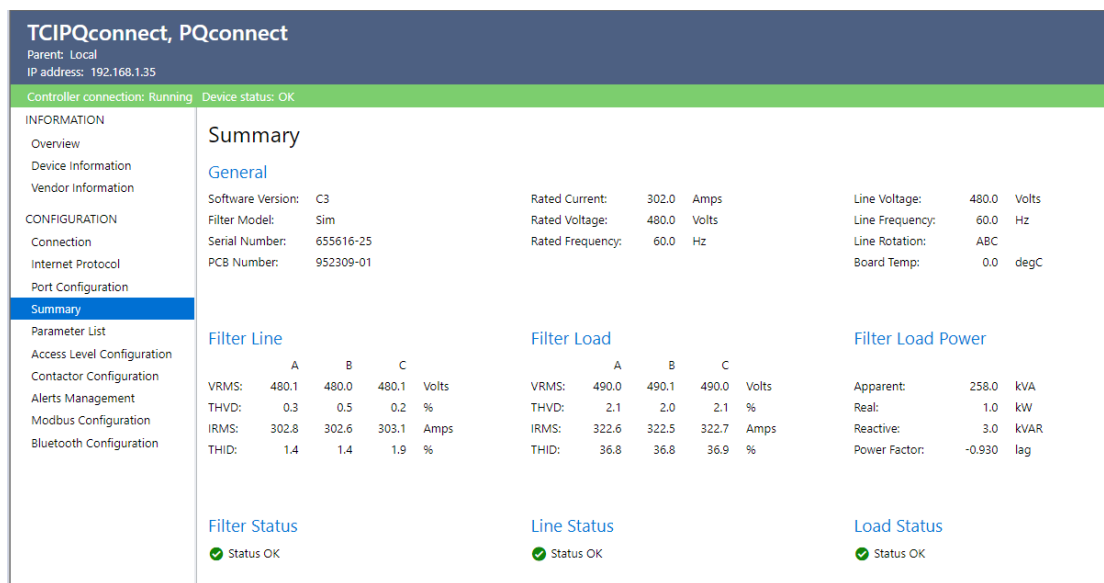 TCIPQconnect, PQconnect
Parent: Local
IP address: 192.168.1.35
Controller connection: Running Device status: OK
INFORMATION
Overview
Device Information
Vendor Information
CONFIGURATION
Connection
Internet Protocol
Port Configuration
Summary
Parameter List
Access Level Configuration
Contactor Configuration
Alerts Management
Modbus Configuration
Bluetooth Configuration
Summary
General
Software Version: C3 Rated Current: 302.0 Amps Line Voltage: 480.0 Volts
Filter Model: Sim Rated Voltage: 480.0 Volts Line Frequency: 60.0 Hz
Serial Number: 655616-25 Rated Frequency: 60.0 Hz Line Rotation: ABC
PCB Number: 952309-01 Board Temp: 0.0 degC
Filter Line Filter Load Filter Load Power
A B C A B C
VRMS: 480.1 480.0 480.1 Volts VRMS: 490.0 490.1 490.0 Volts Apparent: 258.0 kVA
THVD: 0.3 0.5 0.2 % THVD: 2.1 2.0 2.1 % Real: 1.0 kW
IRMS: 302.8 302.6 303.1 Amps IRMS: 322.6 322.5 322.7 Amps Reactive: 3.0 kVAR
THID: 1.4 1.4 1.9 % THID: 36.8 36.8 36.9 % Power Factor: -0.930 lag
Filter Status Line Status Load Status
Status OK Status OK Status OK